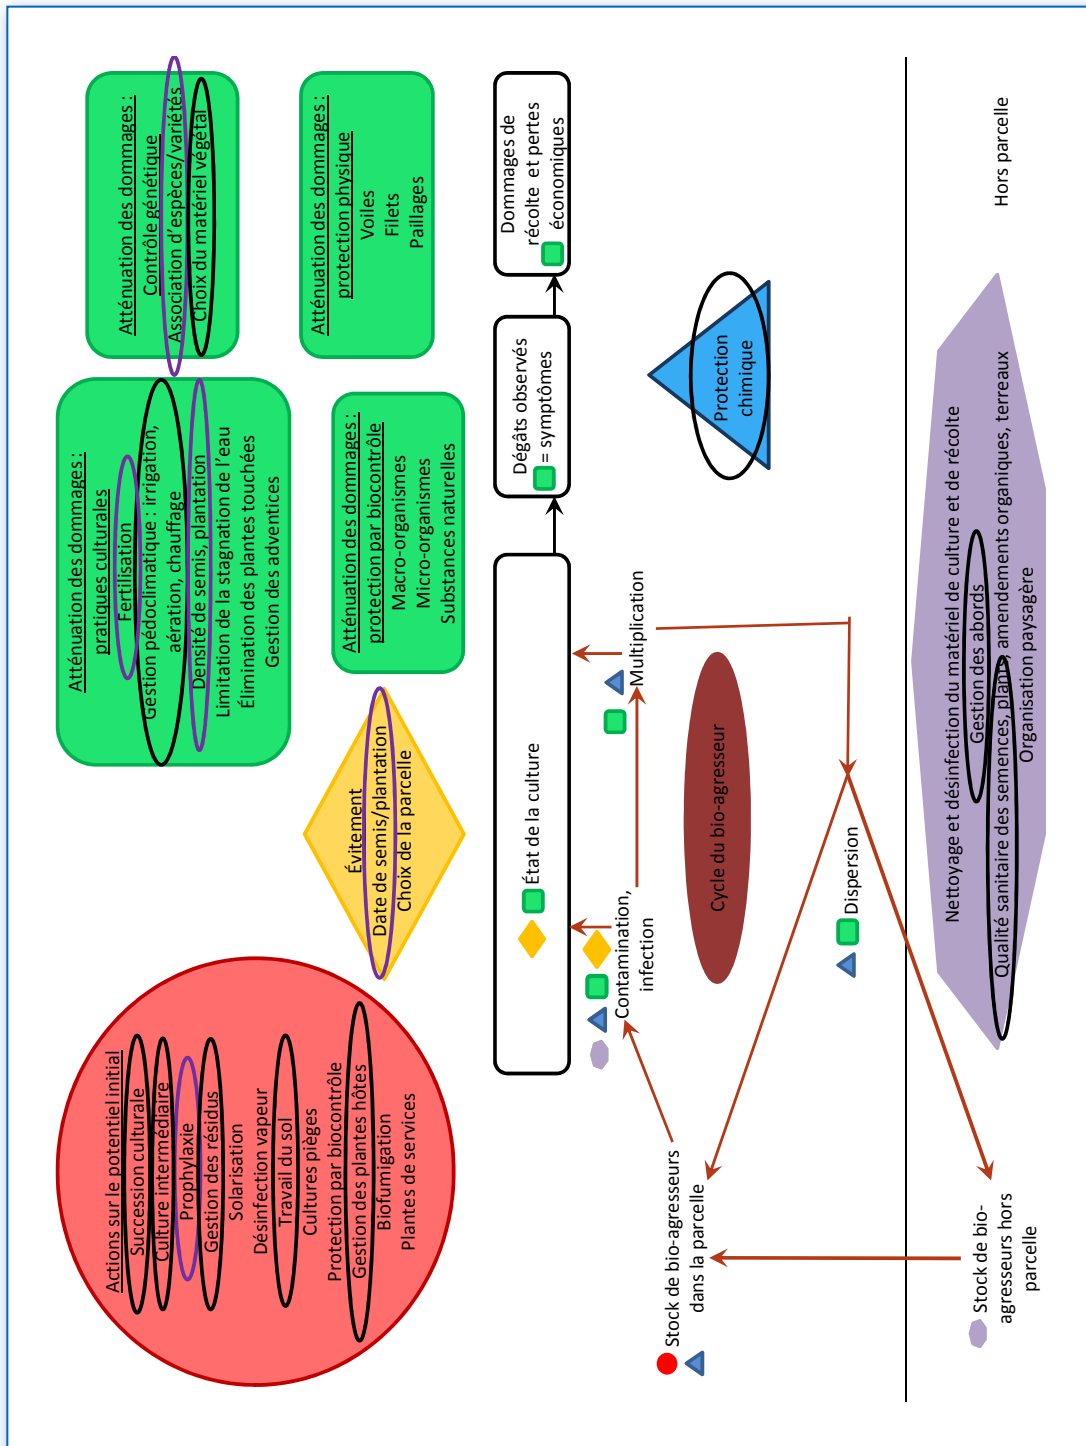 Actions sur le potentiel initial
Succession culturale
Culture intermédiaire
Prophylaxie
Gestion des résidus
Solarisation
Désinfection vapeur
Travail du sol
Cultures pièges
Protection par biocontrôle
Gestion des plantes hôtes
Biofumigation
Plantes de services
Évitement
Date de semis/plantation
Choix de la parcelle
Atténuation des dommages :
pratiques culturales
Fertilisation
Gestion pédoclimatique : irrigation,
aération, chauffage
Densité de semis, plantation
Limitation de la stagnation de l'eau
Élimination des plantes touchées
Gestion des adventices
Atténuation des dommages :
Contrôle génétique
Association d'espèces/variétés
Choix du matériel végétal
Atténuation des dommages :
protection par biocontrôle
Macro-organismes
Micro-organismes
Substances naturelles
Atténuation des dommages :
protection physique
Voiles
Filets
Paillages
État de la culture
Dégâts observés
= symptômes
Dommages de
récolte et pertes
économiques
Contamination,
infection
Multiplication
Cycle du bio-agresseur
Protection
chimique
Stock de bio-agresseurs
dans la parcelle
Dispersion
Stock de bio-
agresseurs hors
parcelle
Nettoyage et désinfection du matériel de culture et de récolte
Gestion des abords
Qualité sanitaire des semences, plants, amendements organiques, terreaux
Organisation paysagère
Hors parcelle